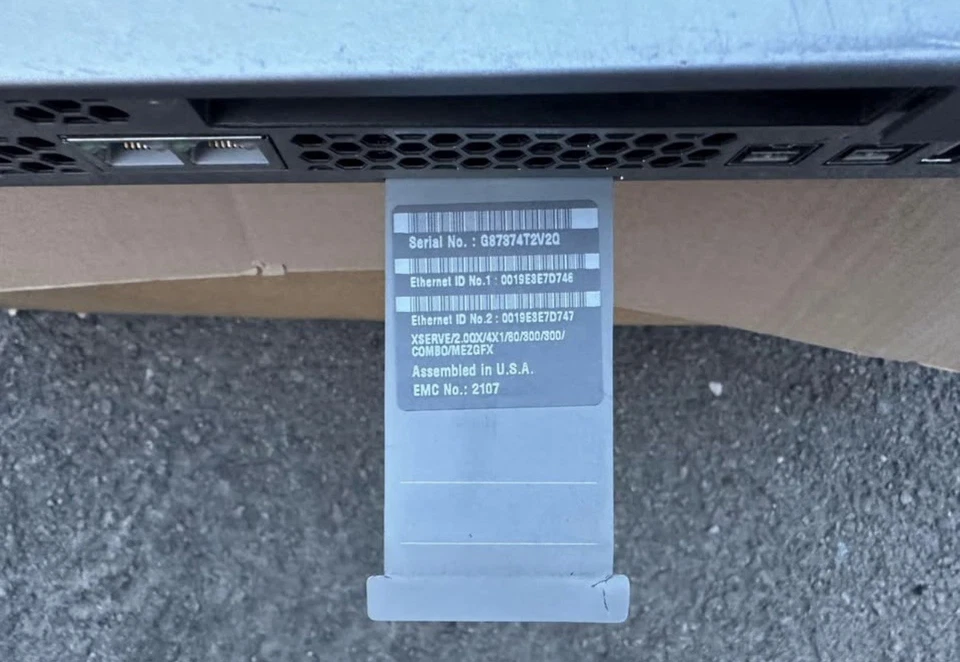 Serial No. : G87374T2V2Q
Ethernet ID No.1 : 0019E3E7D746
Ethernet ID No.2 : 0019E3E7D747
XSERVE/2.0QX/4X1/80/300/300/
COMBO/MEZGFX
Assembled in U.S.A.
EMC No.: 2107